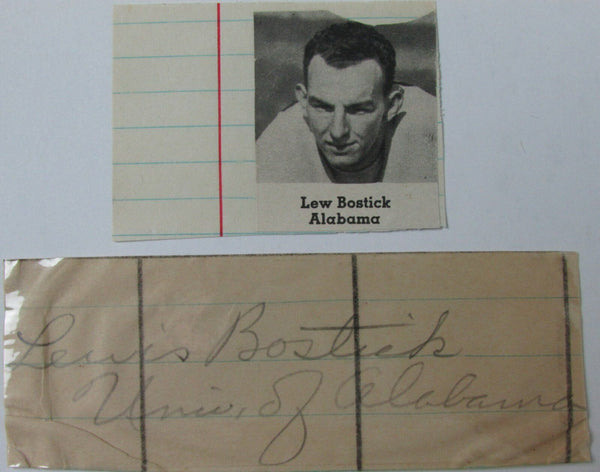 Lew Bostick
Alabama
Lewis Bostick
Univ. of Alabama